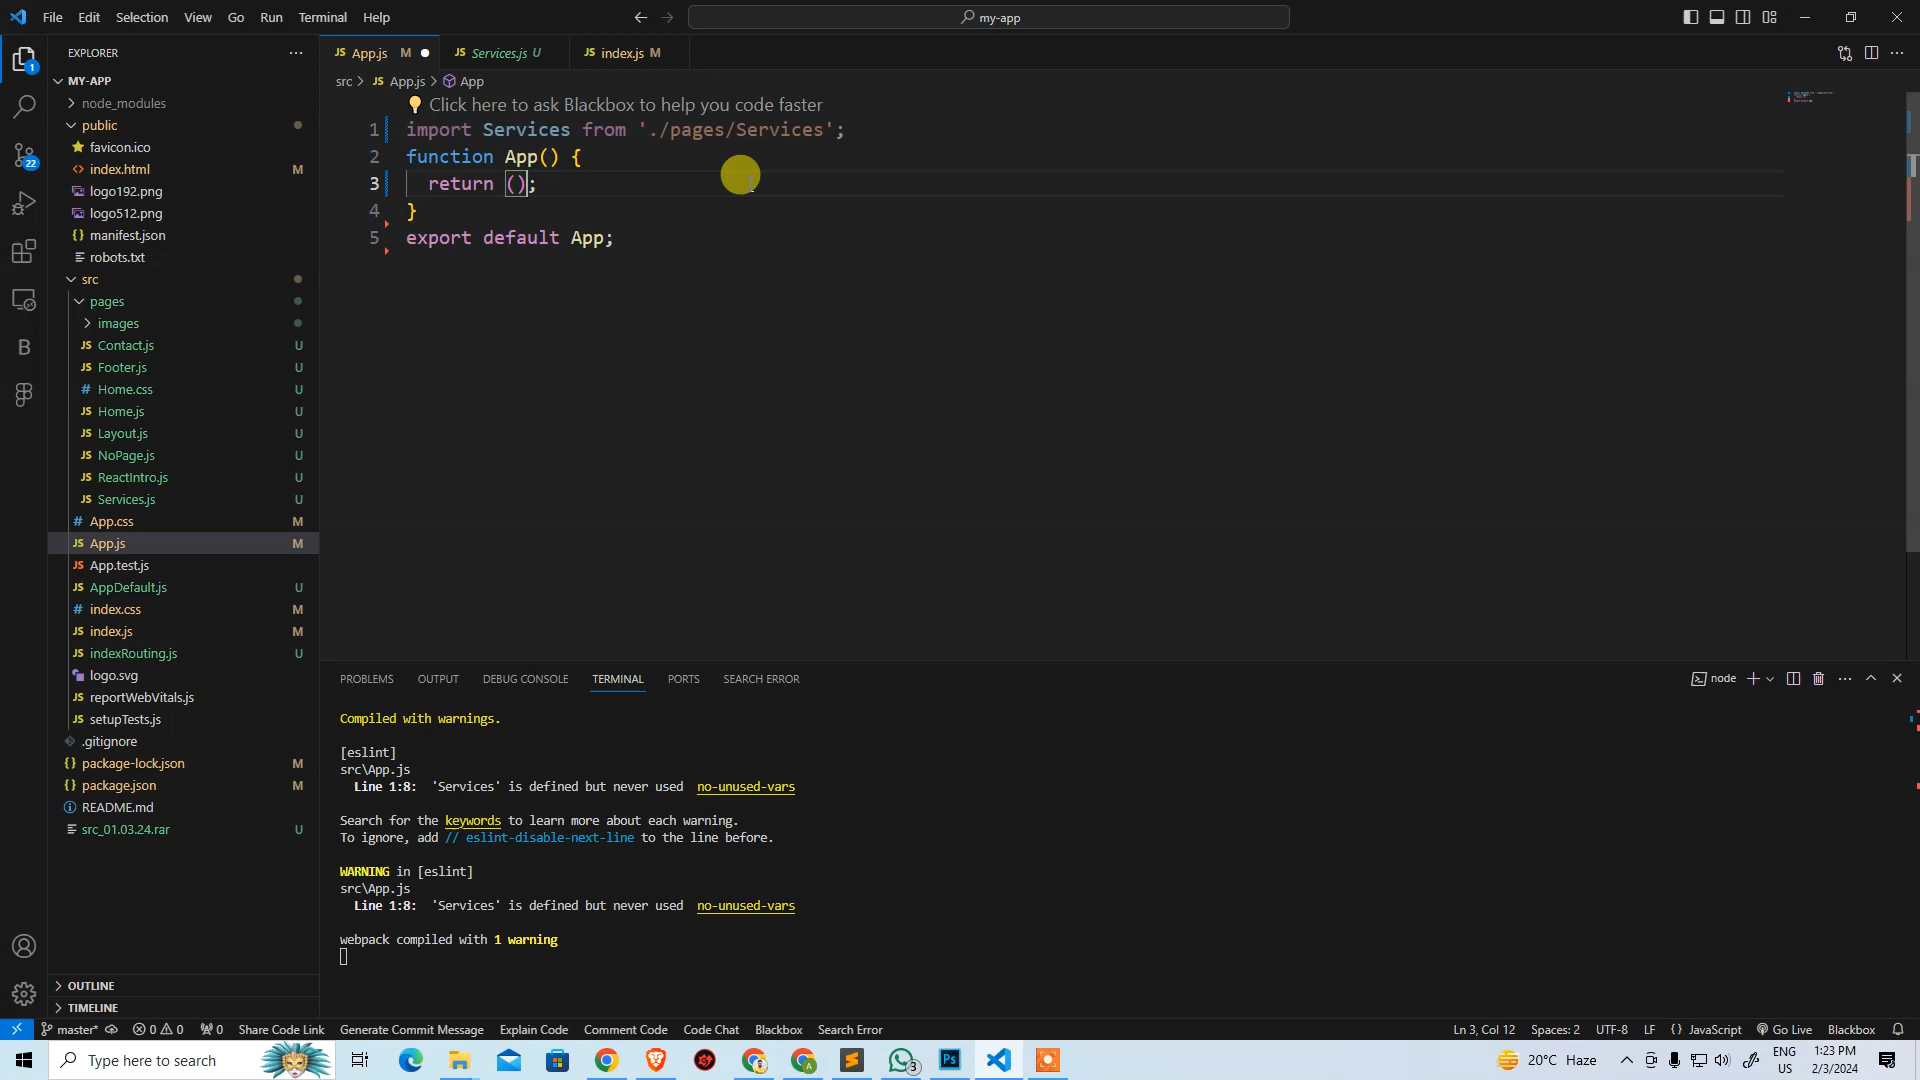 File Edit Selection View Go Run Terminal Help
my-app
EXPLORER
MY-APP
node_modules
public
favicon.ico
index.html M
logo192.png
logo512.png
manifest.json
robots.txt
src
pages
images
Contact.js U
Footer.js U
Home.css U
Home.js U
Layout.js U
NoPage.js U
ReactIntro.js U
Services.js U
App.css M
App.js M
App.test.js
AppDefault.js U
index.css M
index.js M
indexRouting.js U
logo.svg
reportWebVitals.js
setupTests.js
.gitignore
package-lock.json M
package.json M
README.md
src_01.03.24.rar U
OUTLINE
TIMELINE
App.js M Services.js U index.js M
src > App.js > App
Click here to ask Blackbox to help you code faster
1 import Services from './pages/Services';
2 function App() {
3 return ();
4 }
5 export default App;
PROBLEMS OUTPUT DEBUG CONSOLE TERMINAL PORTS SEARCH ERROR
node
Compiled with warnings.
[eslint]
src\App.js
Line 1:8: 'Services' is defined but never used no-unused-vars
Search for the keywords to learn more about each warning.
To ignore, add // eslint-disable-next-line to the line before.
WARNING in [eslint]
src\App.js
Line 1:8: 'Services' is defined but never used no-unused-vars
webpack compiled with 1 warning
master* 0 0 0 Share Code Link Generate Commit Message Explain Code Comment Code Code Chat Blackbox Search Error Ln 3, Col 12 Spaces: 2 UTF-8 LF {} JavaScript Go Live Blackbox
Type here to search
20°C Haze
ENG
US
1:23 PM
2/3/2024